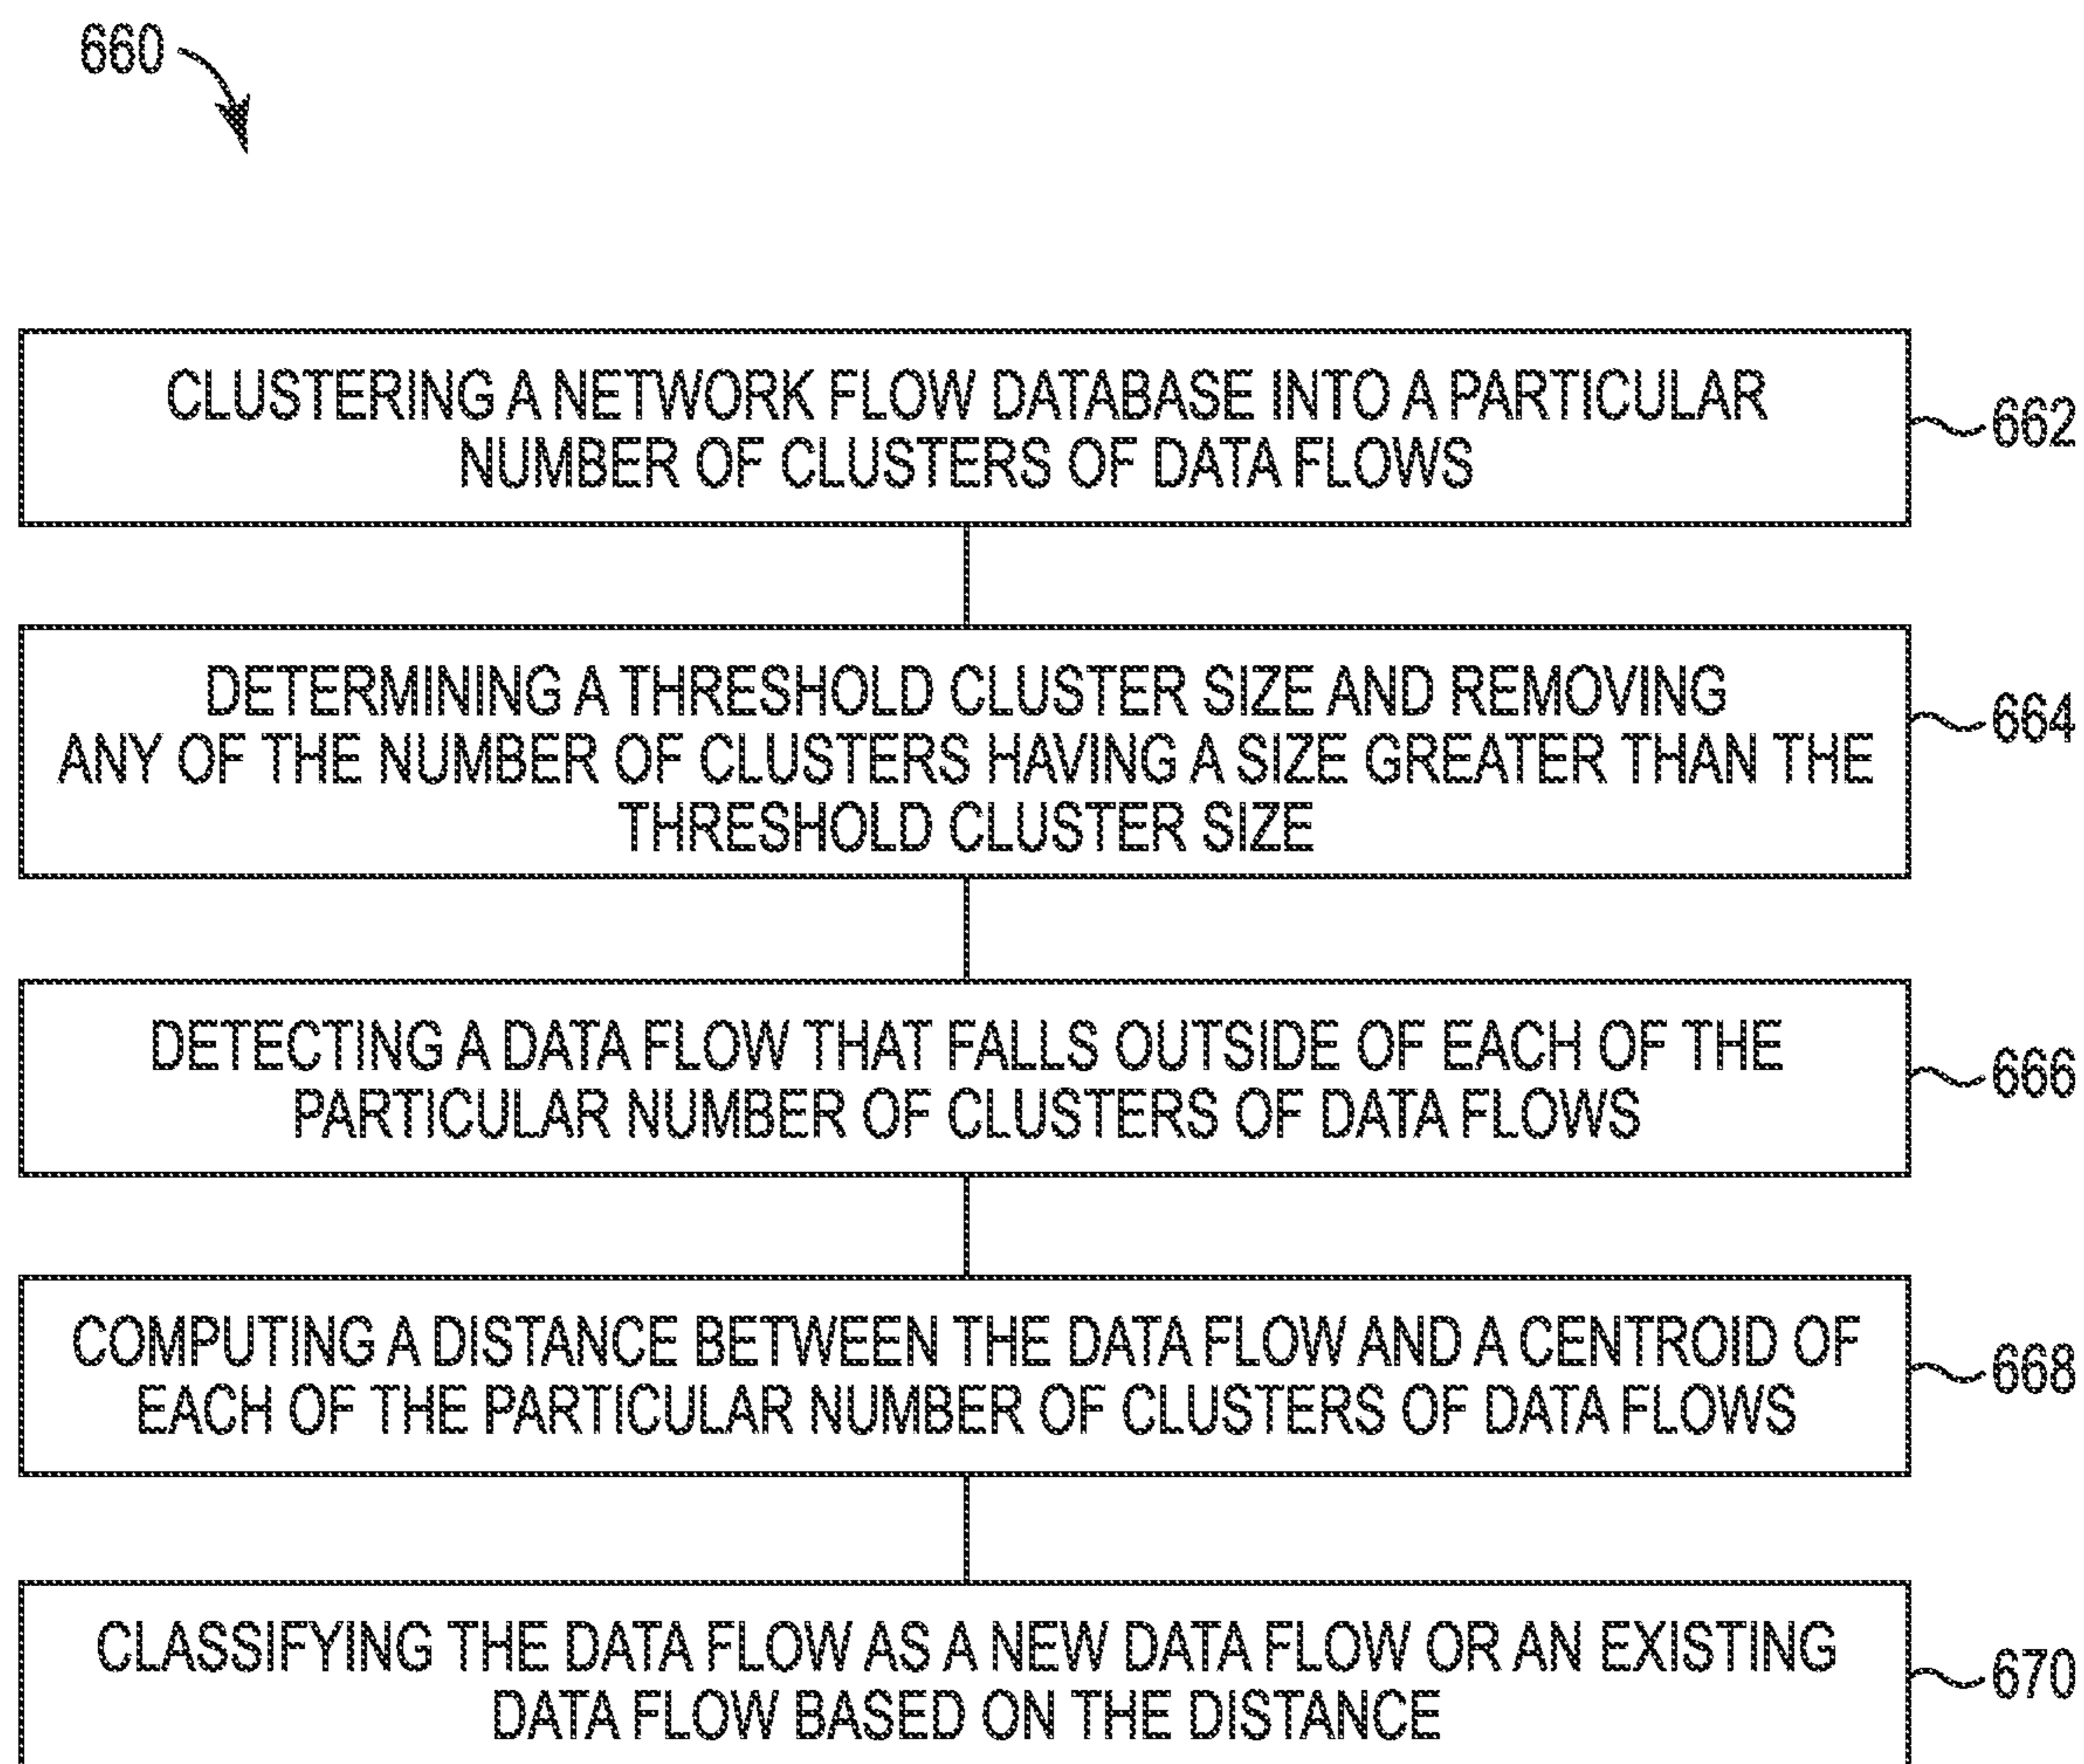 660
CLUSTERING A NETWORK FLOW DATABASE INTO A PARTICULAR
NUMBER OF CLUSTERS OF DATA FLOWS
662
DETERMINING A THRESHOLD CLUSTER SIZE AND REMOVING
ANY OF THE NUMBER OF CLUSTERS HAVING A SIZE GREATER THAN THE
THRESHOLD CLUSTER SIZE
664
DETECTING A DATA FLOW THAT FALLS OUTSIDE OF EACH OF THE
PARTICULAR NUMBER OF CLUSTERS OF DATA FLOWS
666
COMPUTING A DISTANCE BETWEEN THE DATA FLOW AND A CENTROID OF
EACH OF THE PARTICULAR NUMBER OF CLUSTERS OF DATA FLOWS
668
CLASSIFYING THE DATA FLOW AS A NEW DATA FLOW OR AN EXISTING
DATA FLOW BASED ON THE DISTANCE
670